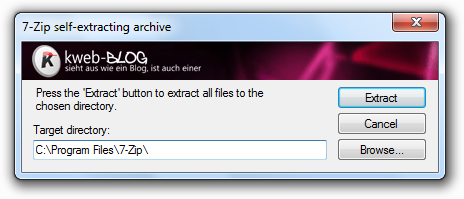 7-Zip self-extracting archive
K kweb-BLOG
sieht aus wie ein Blog, ist auch einer
Press the 'Extract' button to extract all files to the
chosen directory.
Extract
Cancel
Target directory:
C:\Program Files\7-Zip\
Browse...